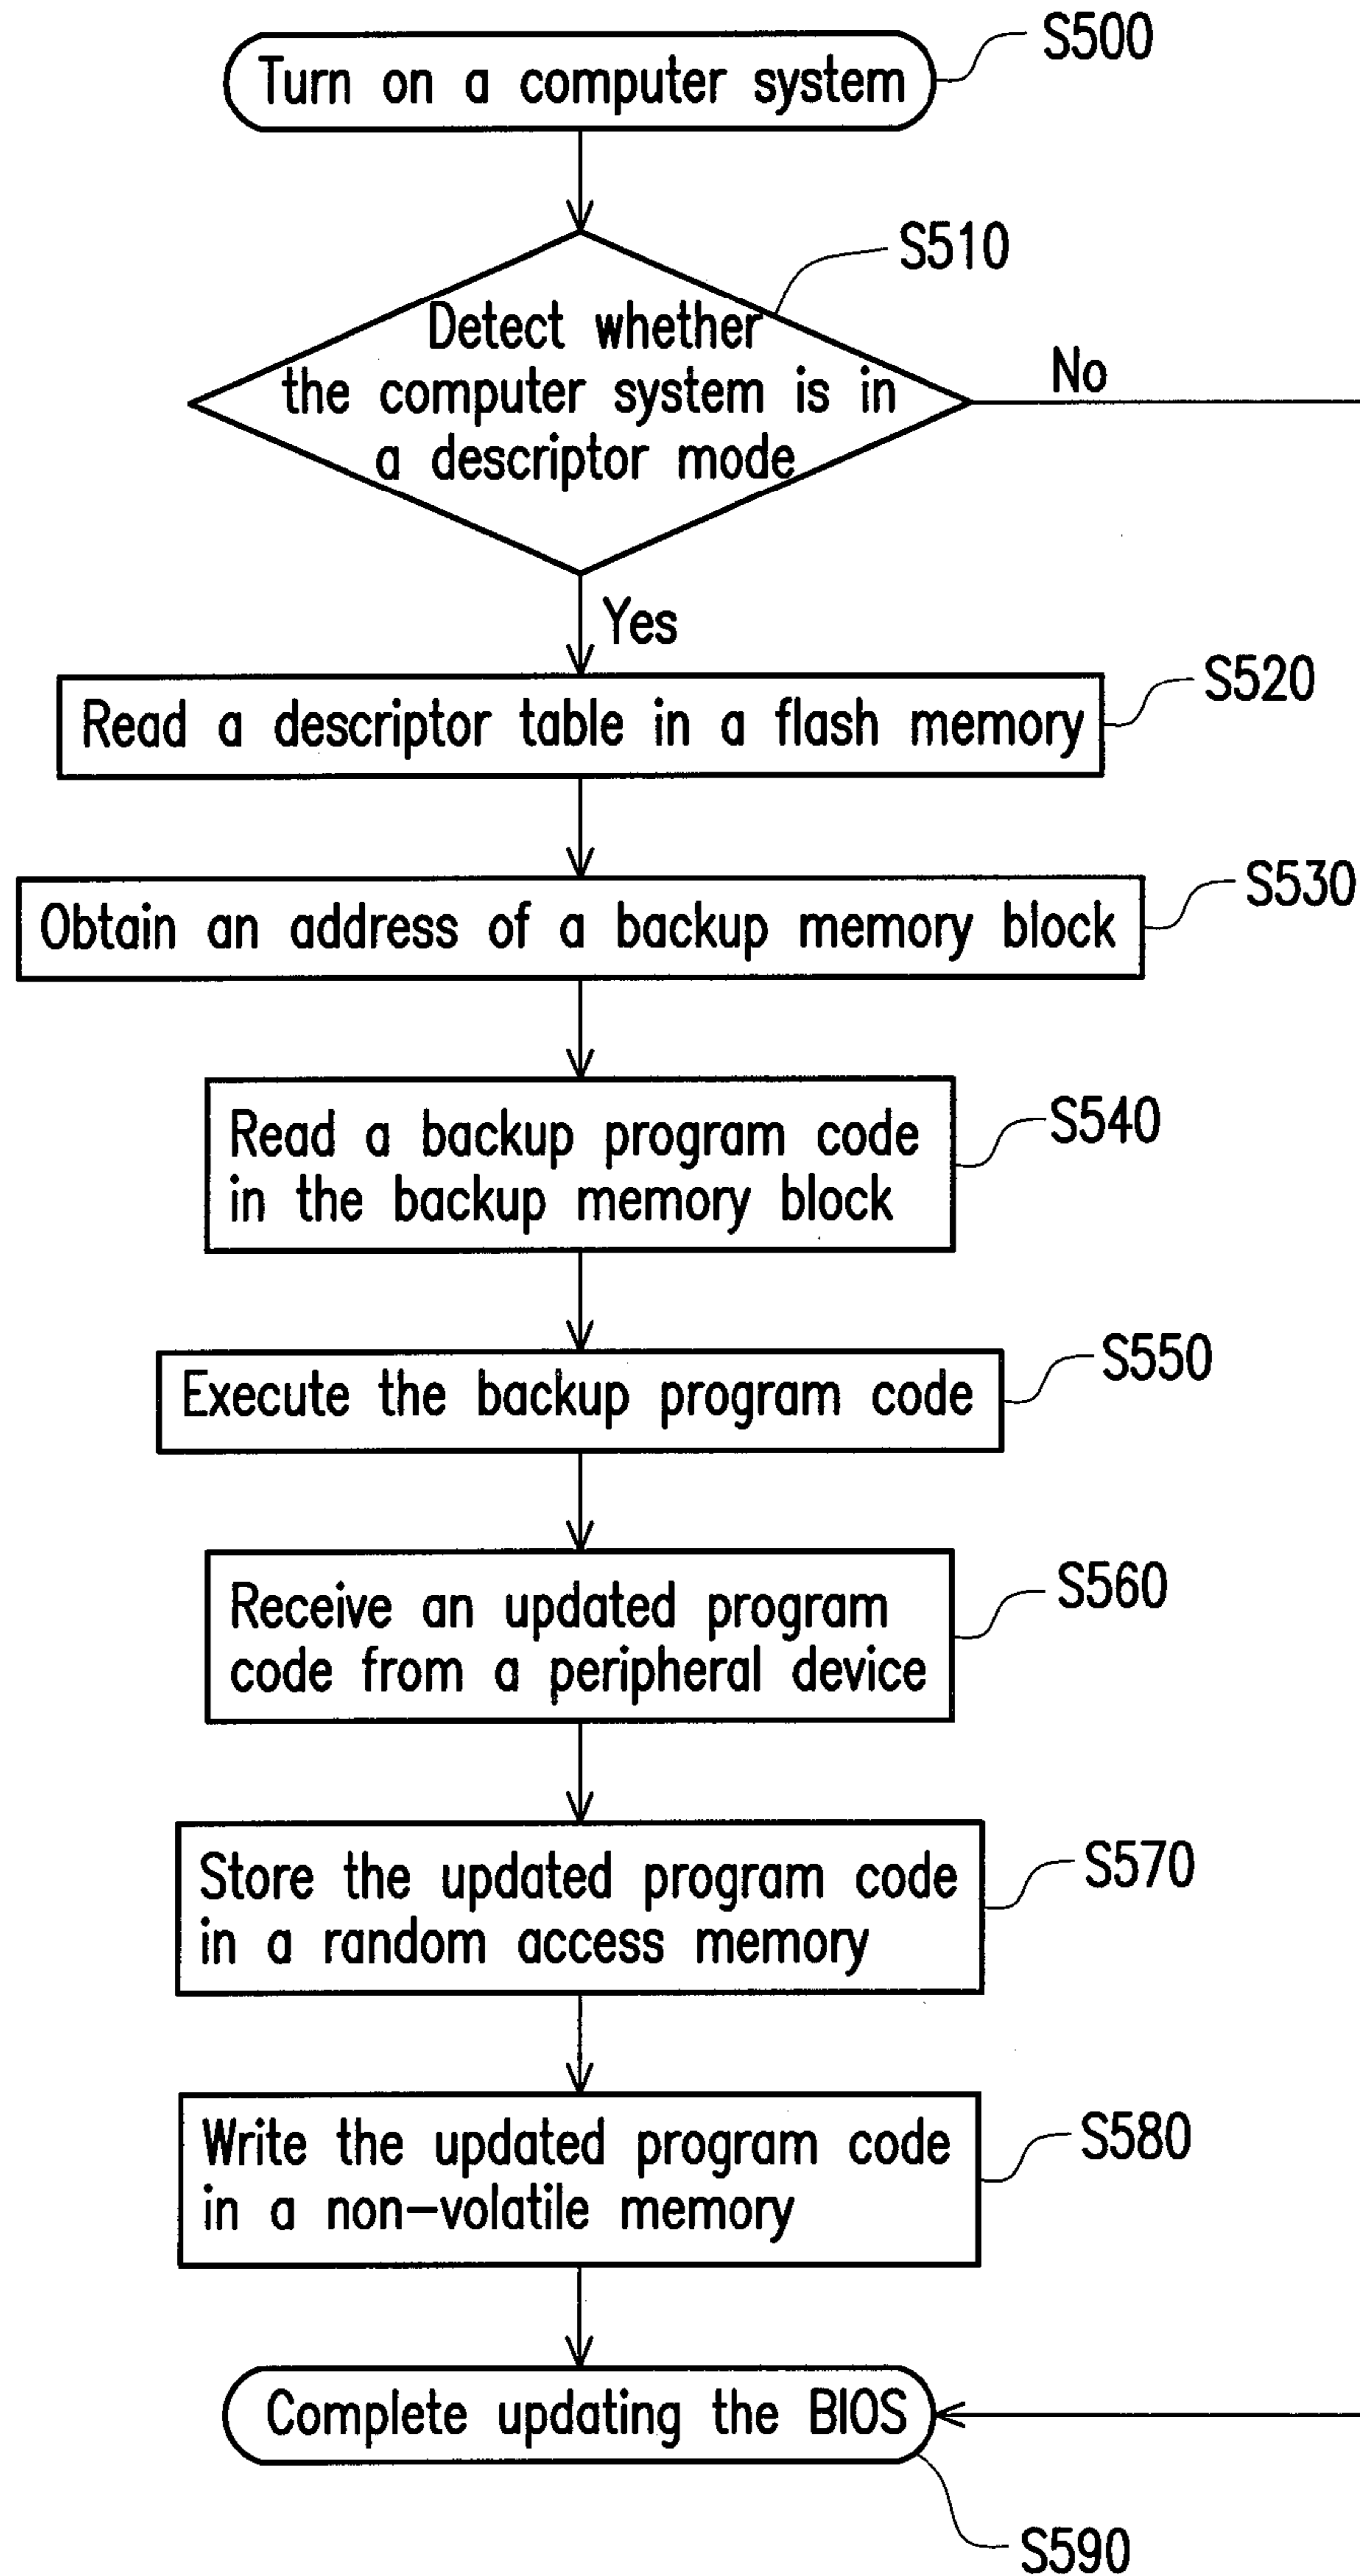 Turn on a computer system
S500
Detect whether
the computer system is in
a descriptor mode
S510
No
Yes
Read a descriptor table in a flash memory
S520
Obtain an address of a backup memory block
S530
Read a backup program code
in the backup memory block
S540
Execute the backup program code
S550
Receive an updated program
code from a peripheral device
S560
Store the updated program code
in a random access memory
S570
Write the updated program code
in a non-volatile memory
S580
Complete updating the BIOS
S590